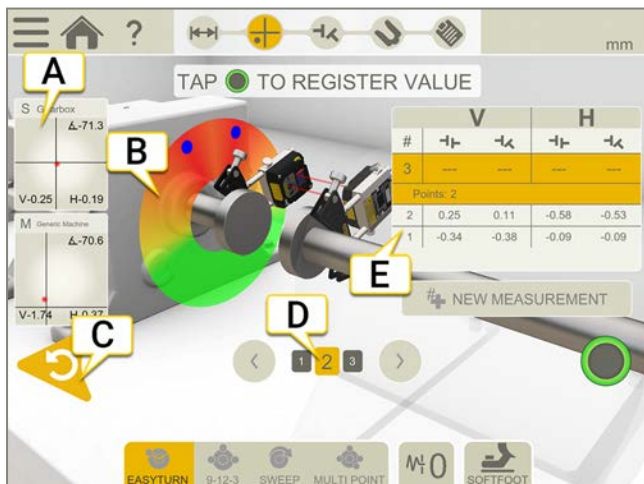 ?
mm
TAP TO REGISTER VALUE
A
S Gearbox
∡-71.3
V-0.25 H-0.19
M Generic Machine
∡-70.6
V-1.74 H-0.37
B
C
D
1 2 3
E
V H
#
3 --- --- --- ---
Points: 2
2 0.25 0.11 -0.58 -0.53
1 -0.34 -0.38 -0.09 -0.09
NEW MEASUREMENT
EASYTURN 9-12-3 SWEEP MULTI POINT
0
SOFTFOOT